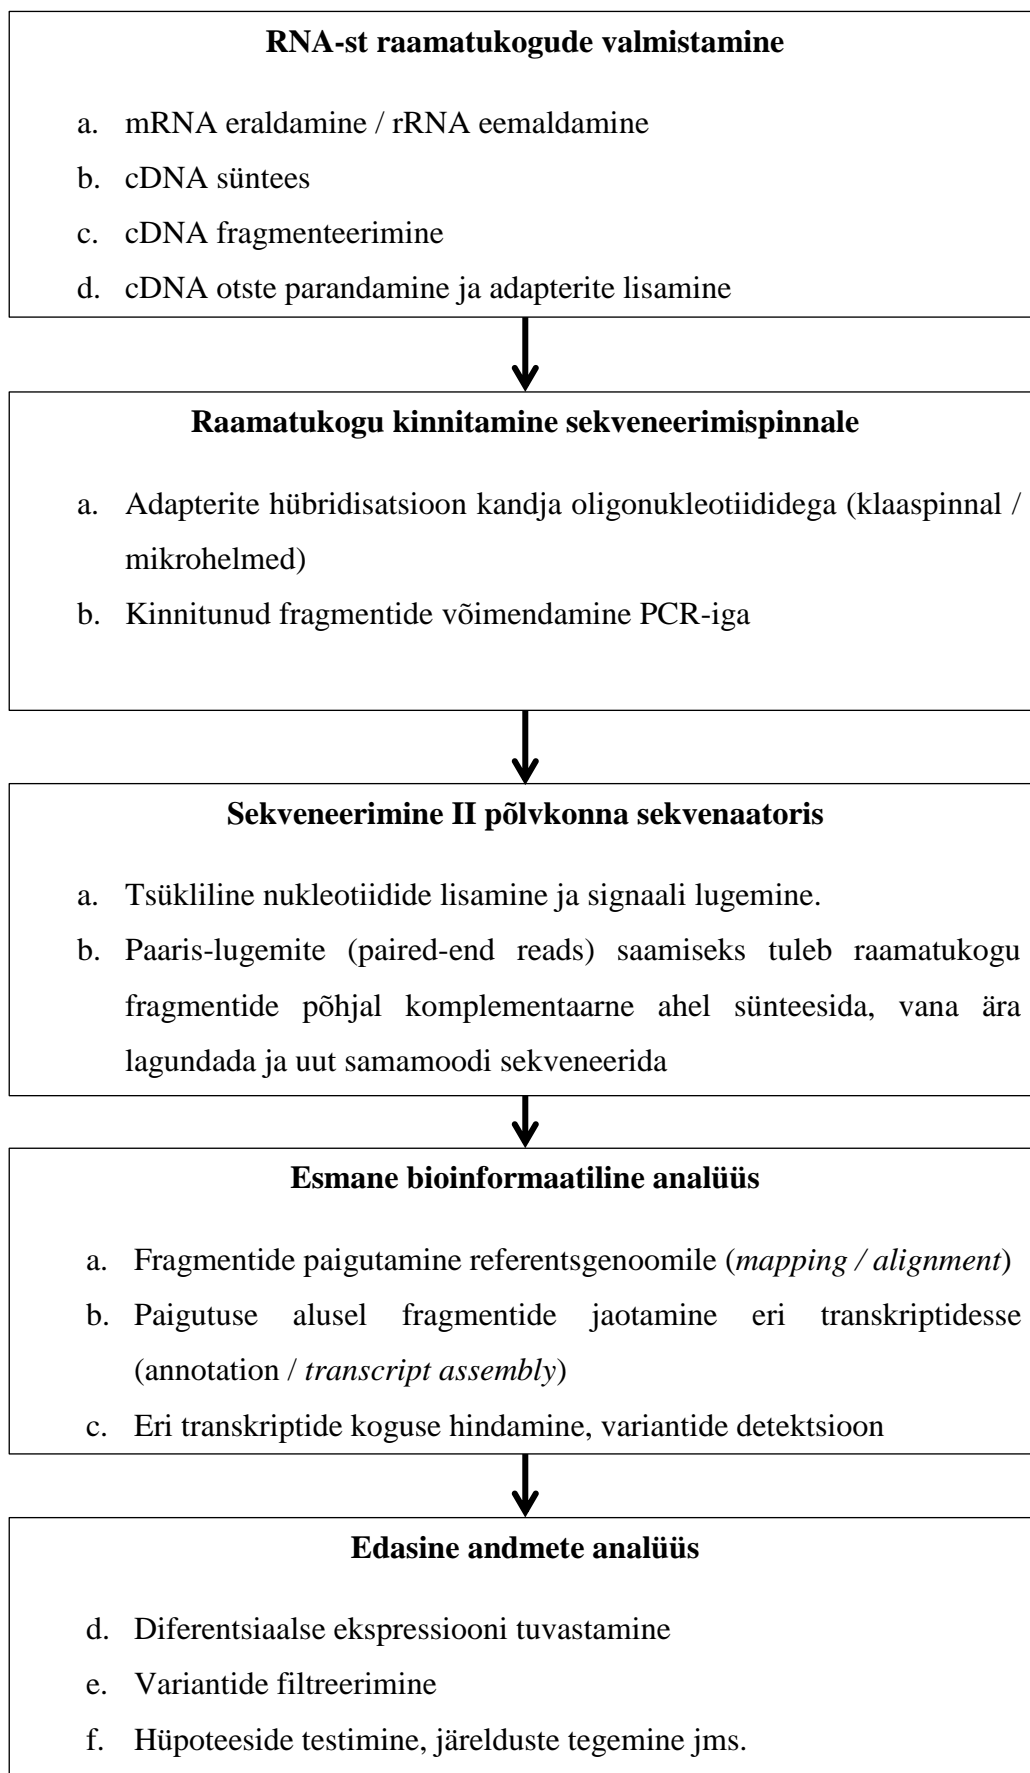 RNA-st raamatukogude valmistamine
a. mRNA eraldamine / rRNA eemaldamine
b. cDNA süntees
c. cDNA fragmenteerimine
d. cDNA otste parandamine ja adapterite lisamine
Raamatukogu kinnitamine sekveneerimispinnale
a. Adapterite hübridisatsioon kandja oligonukleotiididega (klaaspinnal /
mikrohelmed)
b. Kinnitunud fragmentide võimendamine PCR-iga
Sekveneerimine II põlvkonna sekvenaatoris
a. Tsükliline nukleotiidide lisamine ja signaali lugemine.
b. Paaris-lugemite (paired-end reads) saamiseks tuleb raamatukogu
fragmentide põhjal komplementaarne ahel sünteesida, vana ära
lagundada ja uut samamoodi sekveneerida
Esmane bioinformaatiline analüüs
a. Fragmentide paigutamine referentsgenoomile (mapping / alignment)
b. Paigutuse alusel fragmentide jaotamine eri transkriptidesse
(annotation / transcript assembly)
c. Eri transkriptide koguse hindamine, variantide detektsioon
Edasine andmete analüüs
d. Diferentsiaalse ekspressiooni tuvastamine
e. Variantide filtreerimine
f. Hüpoteeside testimine, järelduste tegemine jms.